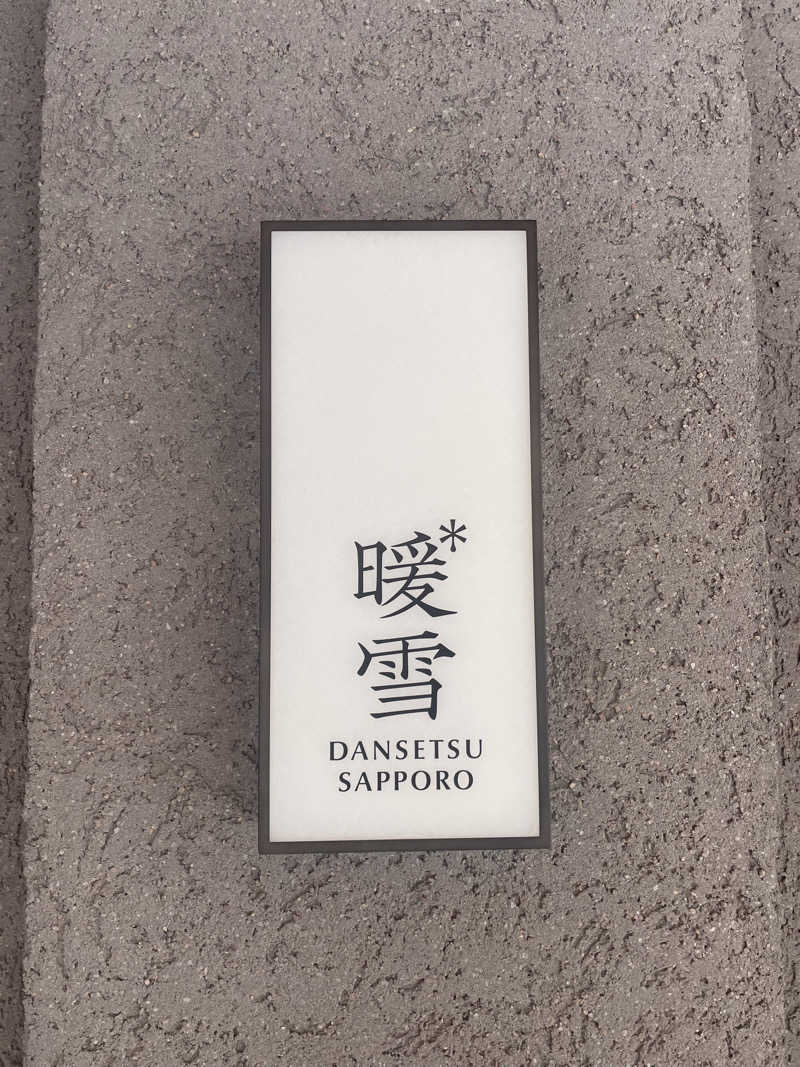 暖*
雪
DANSETSU
SAPPORO